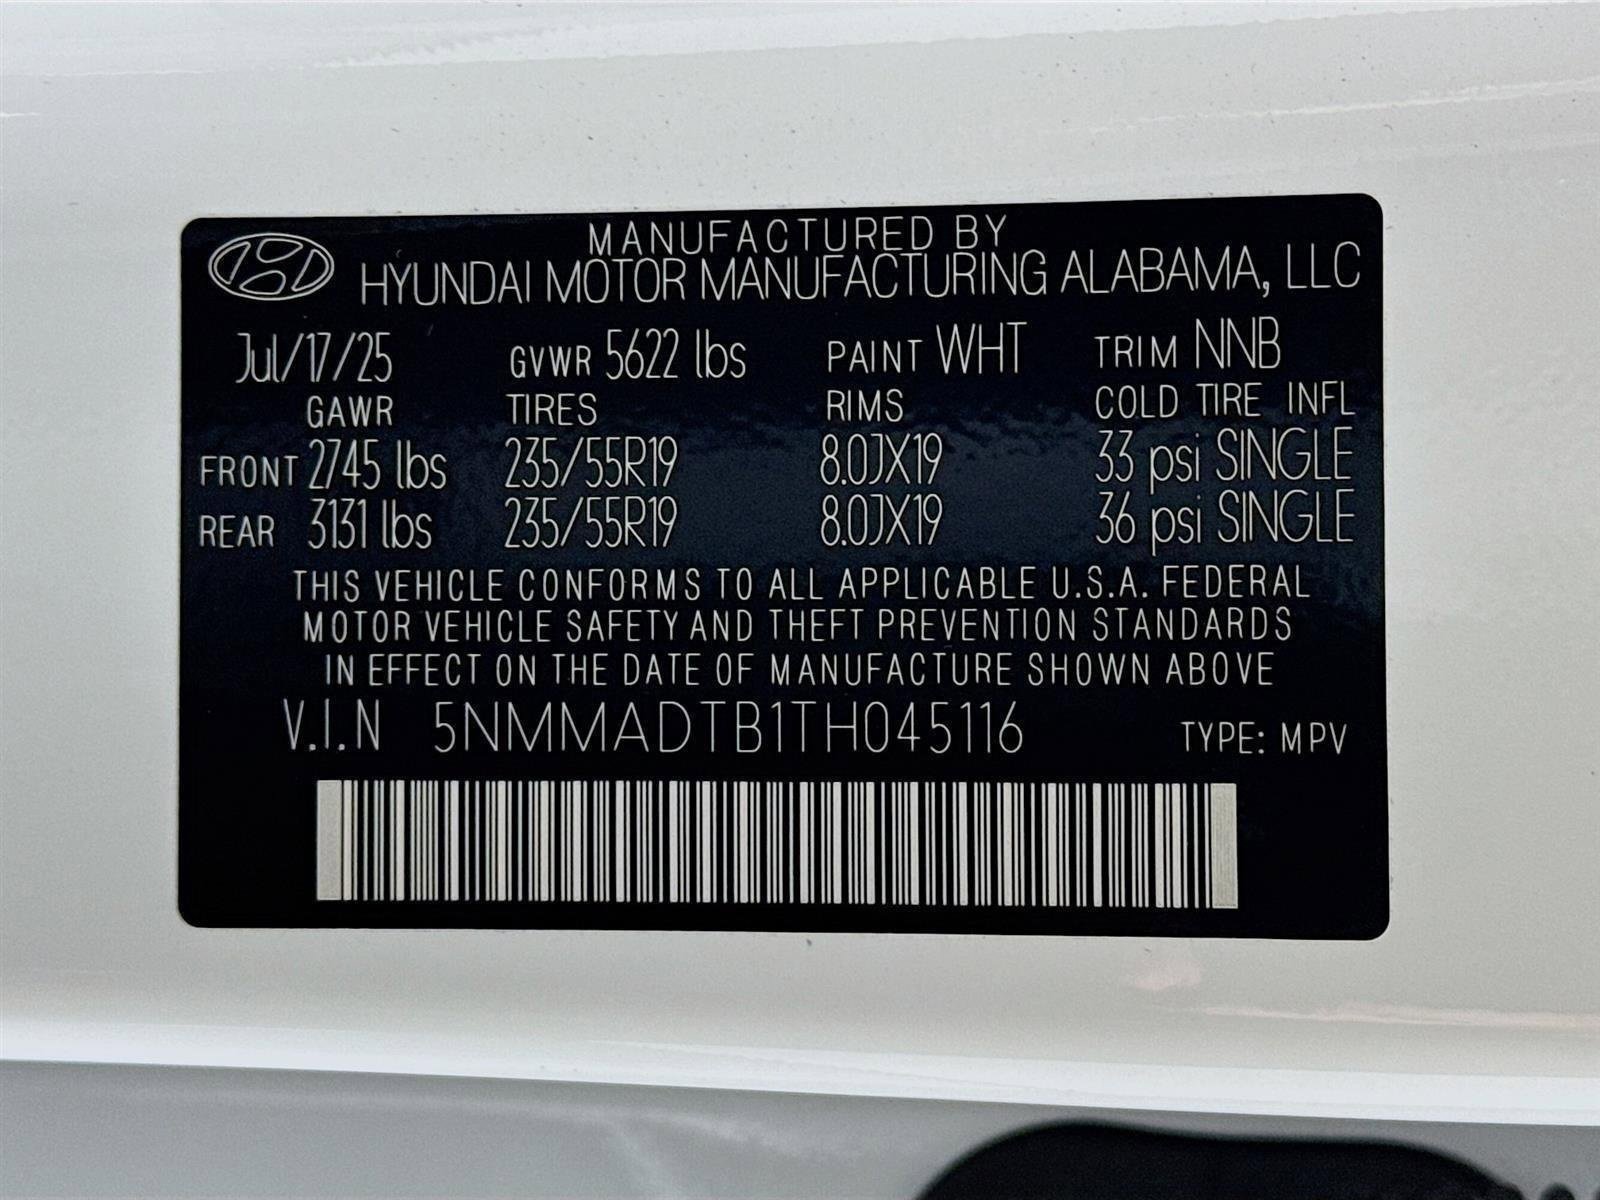 MANUFACTURED BY
HYUNDAI MOTOR MANUFACTURING ALABAMA, LLC
Jul/17/25 GVWR 5622 lbs PAINT WHT TRIM NNB
GAWR TIRES RIMS COLD TIRE INFL
FRONT 2745 lbs 235/55R19 8.0JX19 33 psi SINGLE
REAR 3131 lbs 235/55R19 8.0JX19 36 psi SINGLE
THIS VEHICLE CONFORMS TO ALL APPLICABLE U.S.A. FEDERAL
MOTOR VEHICLE SAFETY AND THEFT PREVENTION STANDARDS
IN EFFECT ON THE DATE OF MANUFACTURE SHOWN ABOVE
V.I.N 5NMMADTB1TH045116 TYPE: MPV